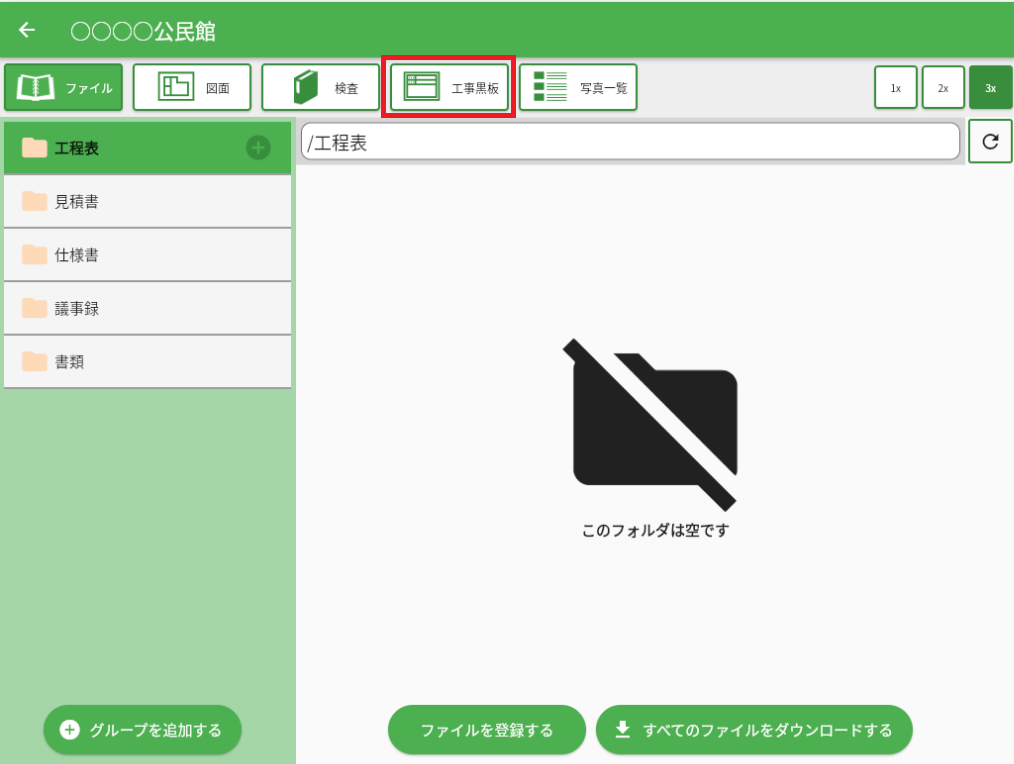 ○○○○公民館
ファイル
図面
検査
工事黒板
写真一覧
1x
2x
3x
工程表
/工程表
見積書
仕様書
議事録
書類
このフォルダは空です
グループを追加する
ファイルを登録する
すべてのファイルをダウンロードする